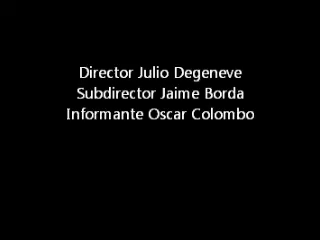 Director Julio Degeneve
Subdirector Jaime Borda
Informante Oscar Colombo